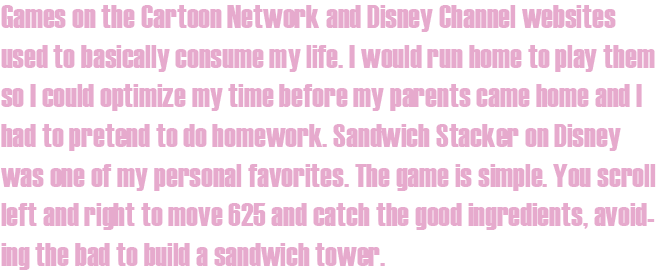 Games on the Cartoon Network and Disney Channel websites
used to basically consume my life. I would run home to play them
so I could optimize my time before my parents came home and I
had to pretend to do homework. Sandwich Stacker on Disney
was one of my personal favorites. The game is simple. You scroll
left and right to move 625 and catch the good ingredients, avoid-
ing the bad to build a sandwich tower.